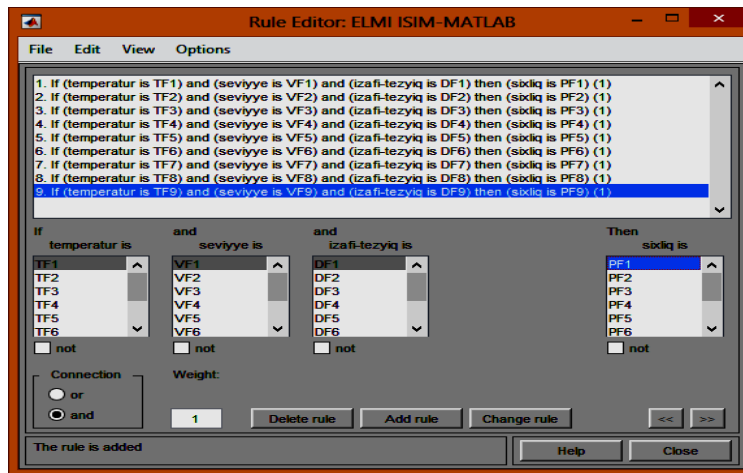 Rule Editor: ELMI ISIM-MATLAB
File Edit View Options
1. If (temperatur is TF1) and (seviyye is VF1) and (izafi-tezyiq is DF1) then (sixliq is PF1) (1)
2. If (temperatur is TF2) and (seviyye is VF2) and (izafi-tezyiq is DF2) then (sixliq is PF2) (1)
3. If (temperatur is TF3) and (seviyye is VF3) and (izafi-tezyiq is DF3) then (sixliq is PF3) (1)
4. If (temperatur is TF4) and (seviyye is VF4) and (izafi-tezyiq is DF4) then (sixliq is PF4) (1)
5. If (temperatur is TF5) and (seviyye is VF5) and (izafi-tezyiq is DF5) then (sixliq is PF5) (1)
6. If (temperatur is TF6) and (seviyye is VF6) and (izafi-tezyiq is DF6) then (sixliq is PF6) (1)
7. If (temperatur is TF7) and (seviyye is VF7) and (izafi-tezyiq is DF7) then (sixliq is PF7) (1)
8. If (temperatur is TF8) and (seviyye is VF8) and (izafi-tezyiq is DF8) then (sixliq is PF8) (1)
9. If (temperatur is TF9) and (seviyye is VF9) and (izafi-tezyiq is DF9) then (sixliq is PF9) (1)
If and and Then
temperatur is seviyye is izafi-tezyiq is sixliq is
TF1 VF1 DF1 PF1
TF2 VF2 DF2 PF2
TF3 VF3 DF3 PF3
TF4 VF4 DF4 PF4
TF5 VF5 DF5 PF5
TF6 VF6 DF6 PF6
not not not not
Connection Weight:
or
and 1 Delete rule Add rule Change rule << >>
The rule is added Help Close